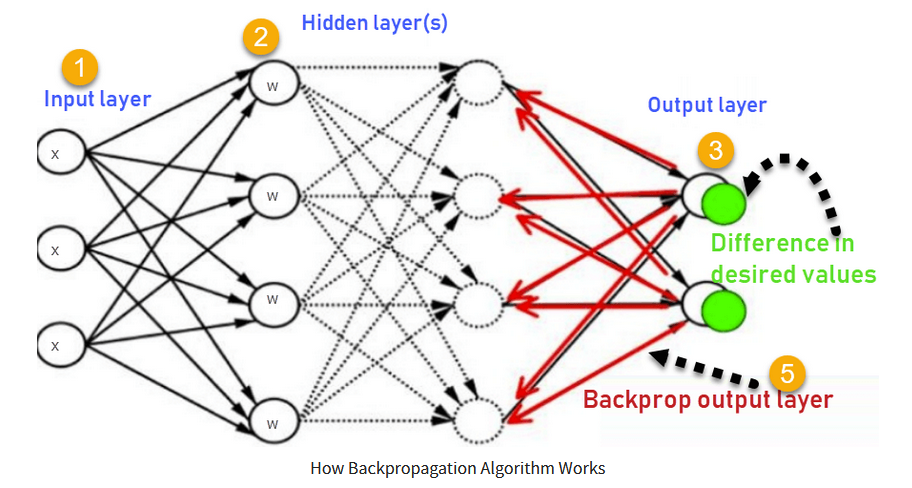 Hidden layer(s)
2
1
Input layer
Output layer
3
x
x
x
w
w
w
w
Difference in
desired values
5
Backprop output layer
How Backpropagation Algorithm Works